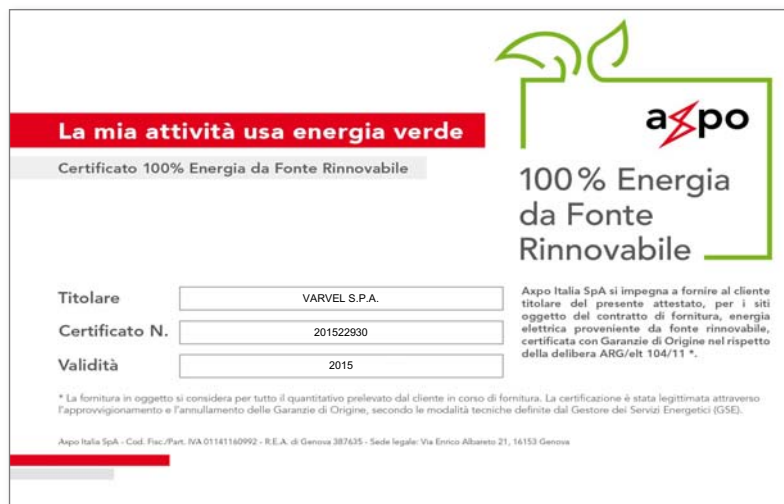 La mia attività usa energia verde
Certificato 100% Energia da Fonte Rinnovabile
axpo
100% Energia
da Fonte
Rinnovabile
Titolare VARVEL S.P.A.
Certificato N. 201522930
Validità 2015
Axpo Italia SpA si impegna a fornire al cliente
titolare del presente attestato, per i siti
oggetto del contratto di fornitura, energia
elettrica proveniente da fonte rinnovabile,
certificata con Garanzie di Origine nel rispetto
della delibera ARG/elt 104/11 *.
* La fornitura in oggetto si considera per tutto il quantitativo prelevato dal cliente in corso di fornitura. La certificazione è stata legittimata attraverso
l'approvvigionamento e l'annullamento delle Garanzie di Origine, secondo le modalità tecniche definite dal Gestore dei Servizi Energetici (GSE).
Axpo Italia SpA - Cod. Fisc./Part. IVA 01141160992 - R.E.A. di Genova 387635 - Sede legale: Via Enrico Albareto 21, 16153 Genova